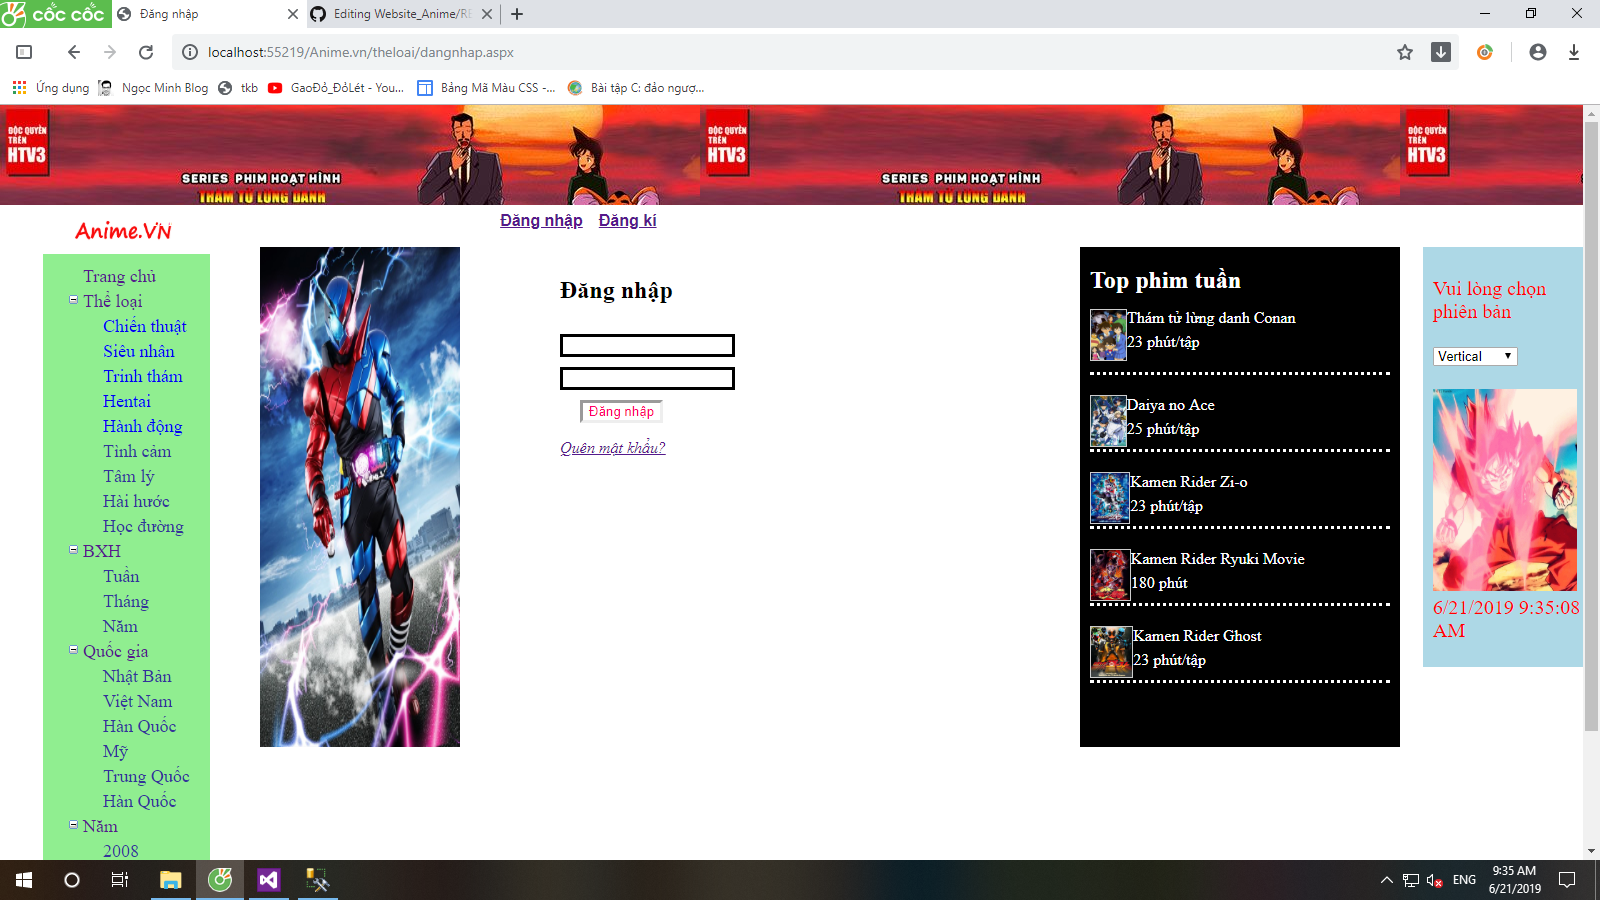 cốc cốc
Đăng nhập
Editing Website_Anime/RE
localhost:55219/Anime.vn/theloai/dangnhap.aspx
Ứng dụng
Ngọc Minh Blog
tkb
GaoĐỏ_ĐỏLét - You...
Bảng Mã Màu CSS -...
Bài tập C: đảo ngượ...
ĐỘC QUYỀN
TRÊN
HTV3
SERIES PHIM HOẠT HÌNH
THÁM TỬ LỪNG DANH
ĐỘC QUYỀN
TRÊN
HTV3
SERIES PHIM HOẠT HÌNH
THÁM TỬ LỪNG DANH
ĐỘC QUYỀN
TRÊN
HTV3
Anime.VN
Đăng nhập
Đăng kí
Trang chủ
Thể loại
Chiến thuật
Siêu nhân
Trinh thám
Hentai
Hành động
Tình cảm
Tâm lý
Hài hước
Học đường
BXH
Tuần
Tháng
Năm
Quốc gia
Nhật Bản
Việt Nam
Hàn Quốc
Mỹ
Trung Quốc
Hàn Quốc
Năm
2008
Đăng nhập
Đăng nhập
Quên mật khẩu?
Top phim tuần
Thám tử lừng danh Conan
23 phút/tập
Daiya no Ace
25 phút/tập
Kamen Rider Zi-o
23 phút/tập
Kamen Rider Ryuki Movie
180 phút
Kamen Rider Ghost
23 phút/tập
Vui lòng chọn
phiên bản
Vertical
6/21/2019 9:35:08
AM
ENG
9:35 AM
6/21/2019